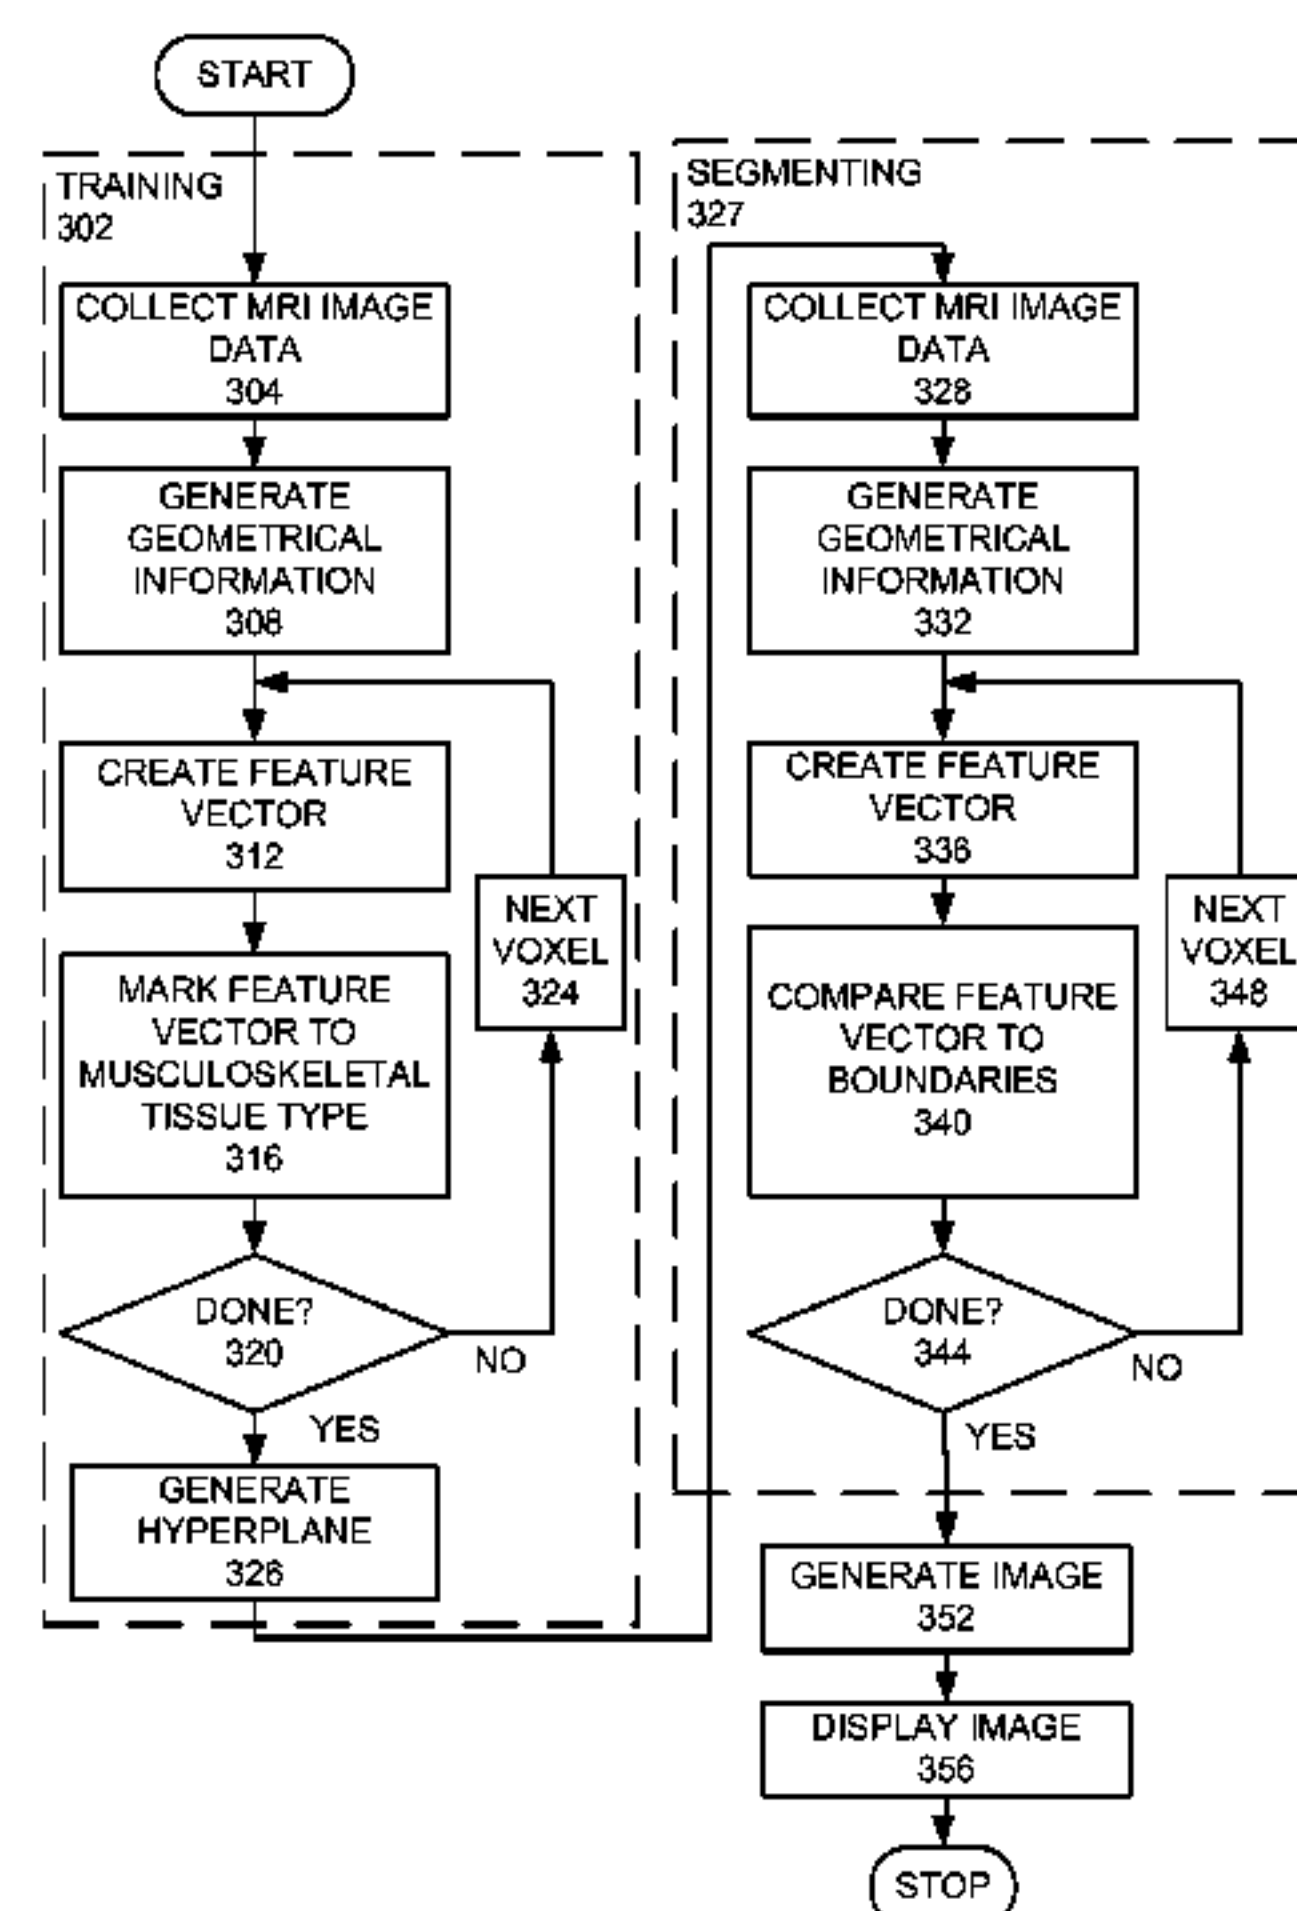 START
TRAINING
302
COLLECT MRI IMAGE
DATA
304
GENERATE
GEOMETRICAL
INFORMATION
308
CREATE FEATURE
VECTOR
312
NEXT
VOXEL
324
MARK FEATURE
VECTOR TO
MUSCULOSKELETAL
TISSUE TYPE
316
DONE?
320
NO
YES
GENERATE
HYPERPLANE
326
SEGMENTING
327
COLLECT MRI IMAGE
DATA
328
GENERATE
GEOMETRICAL
INFORMATION
332
CREATE FEATURE
VECTOR
336
NEXT
VOXEL
348
COMPARE FEATURE
VECTOR TO
BOUNDARIES
340
DONE?
344
NO
YES
GENERATE IMAGE
352
DISPLAY IMAGE
356
STOP